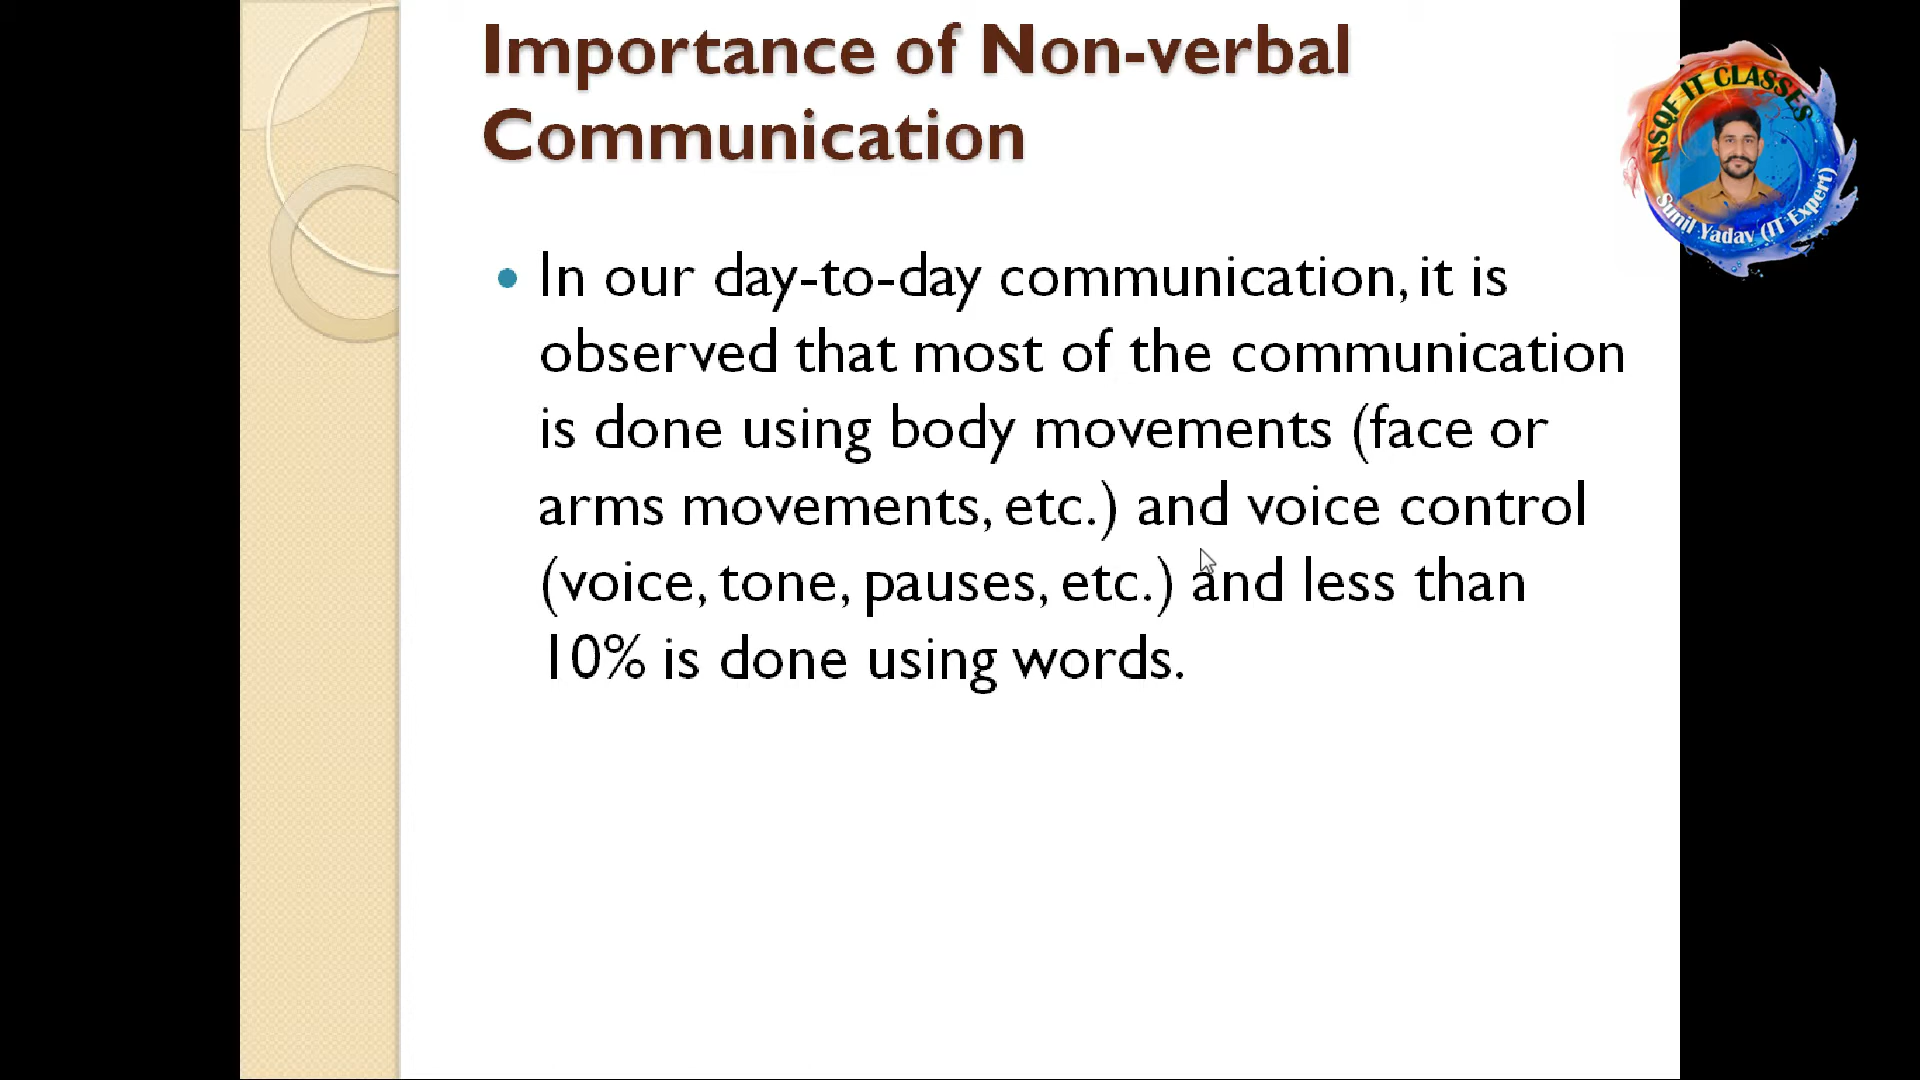 Importance of Non-verbal
Communication
NSQF IT CLASSES
Sunil Yadav (IT Expert)
• In our day-to-day communication, it is
observed that most of the communication
is done using body movements (face or
arms movements, etc.) and voice control
(voice, tone, pauses, etc.) and less than
10% is done using words.